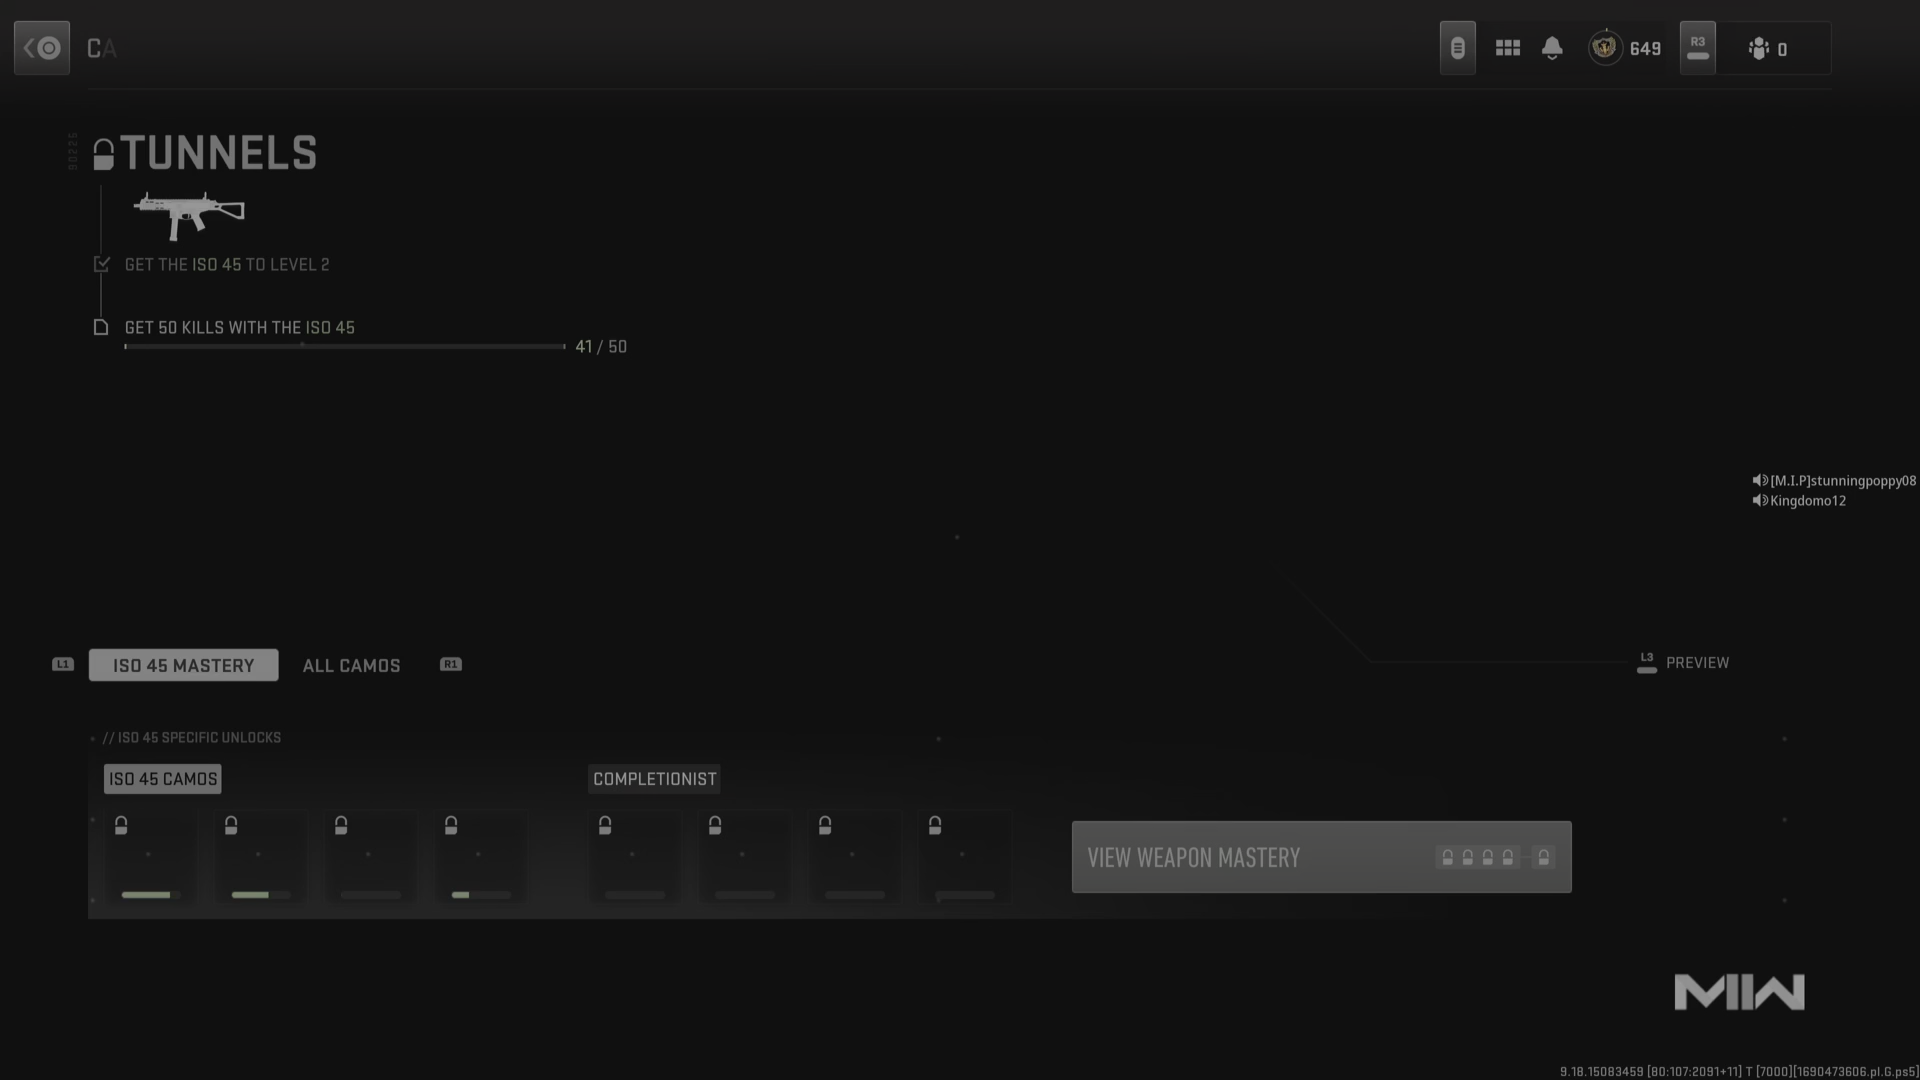 CA
649
R3
0
90226
TUNNELS
GET THE ISO 45 TO LEVEL 2
GET 50 KILLS WITH THE ISO 45
41 / 50
[M.I.P]stunningpoppy08
Kingdomo12
L1
ISO 45 MASTERY
ALL CAMOS
R1
L3
PREVIEW
// ISO 45 SPECIFIC UNLOCKS
ISO 45 CAMOS
COMPLETIONIST
VIEW WEAPON MASTERY
MW
9.18.15083459 [80:107:2091+11] T [7000][1690473606.pl.G.ps5]